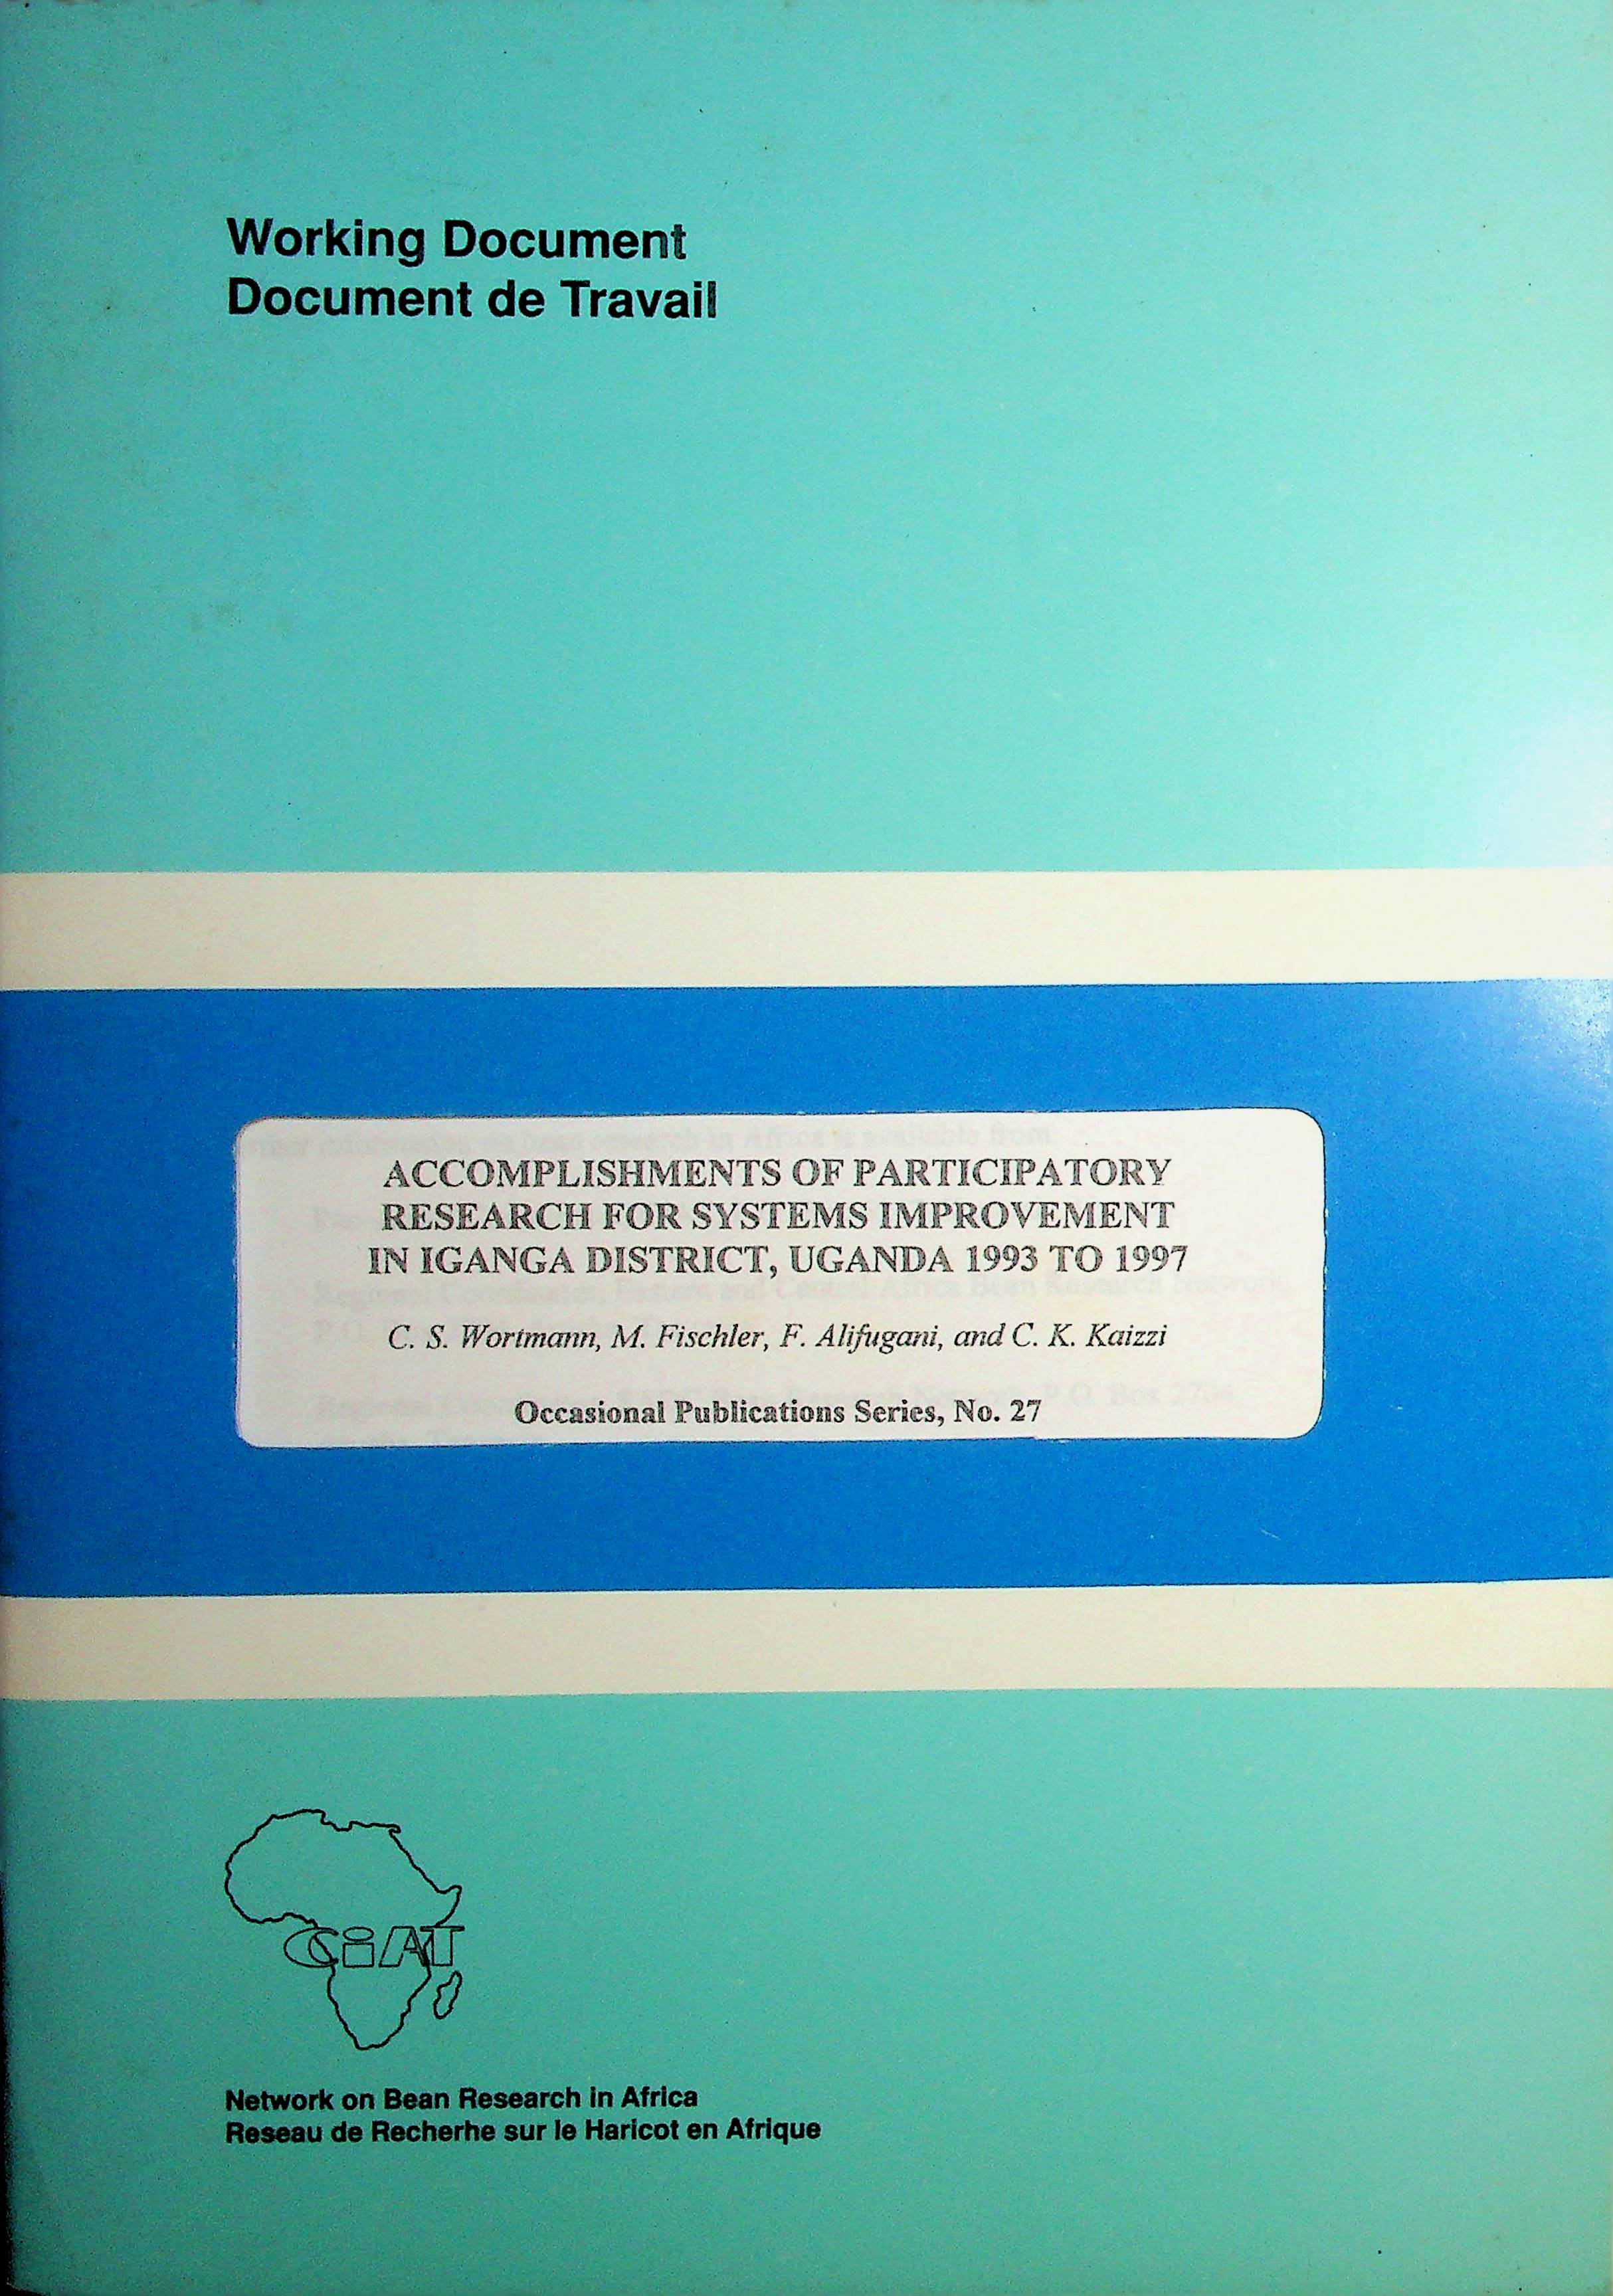 Working Document
Document de Travail
ACCOMPLISHMENTS OF PARTICIPATORY
RESEARCH FOR SYSTEMS IMPROVEMENT
IN IGANGA DISTRICT, UGANDA 1993 TO 1997
C. S. Wortmann, M. Fischler, F. Alifugani, and C. K. Kaizzi
Occasional Publications Series, No. 27
CIAT
Network on Bean Research in Africa
Reseau de Recherhe sur le Haricot en Afrique